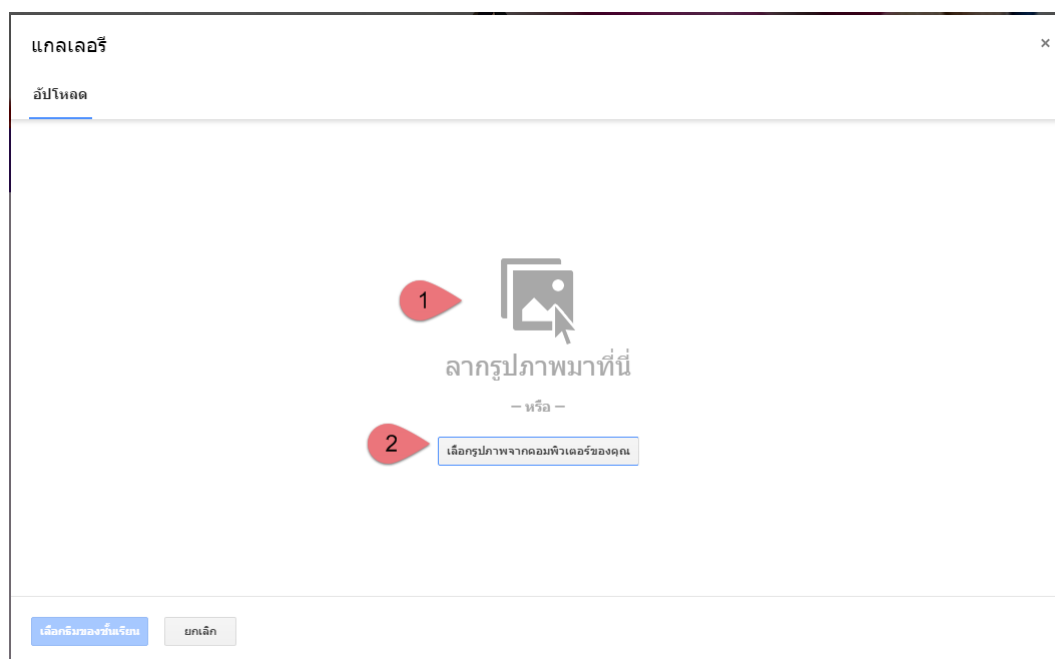 แกลเลอรี
×
อัปโหลด
1
ลากรูปภาพมาที่นี่
– หรือ –
2
เลือกรูปภาพจากคอมพิวเตอร์ของคุณ
เลือกธีมของชั้นเรียน
ยกเลิก